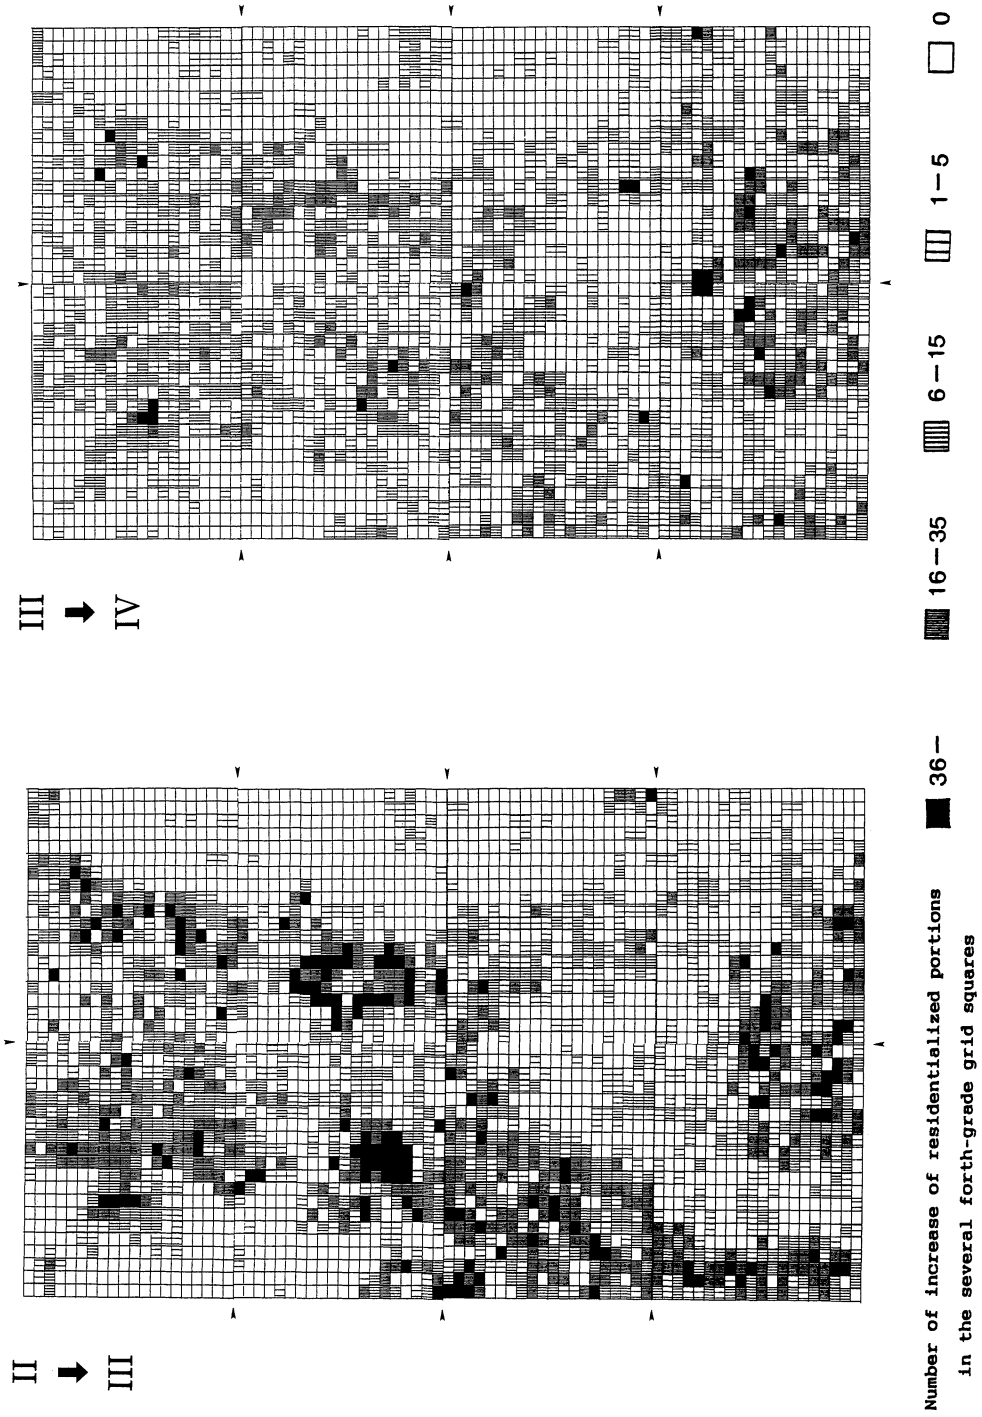 II
➡
III
III
➡
IV
Number of increase of residentialized portions
in the several forth-grade grid squares
36—
16—35
6—15
1—5
0